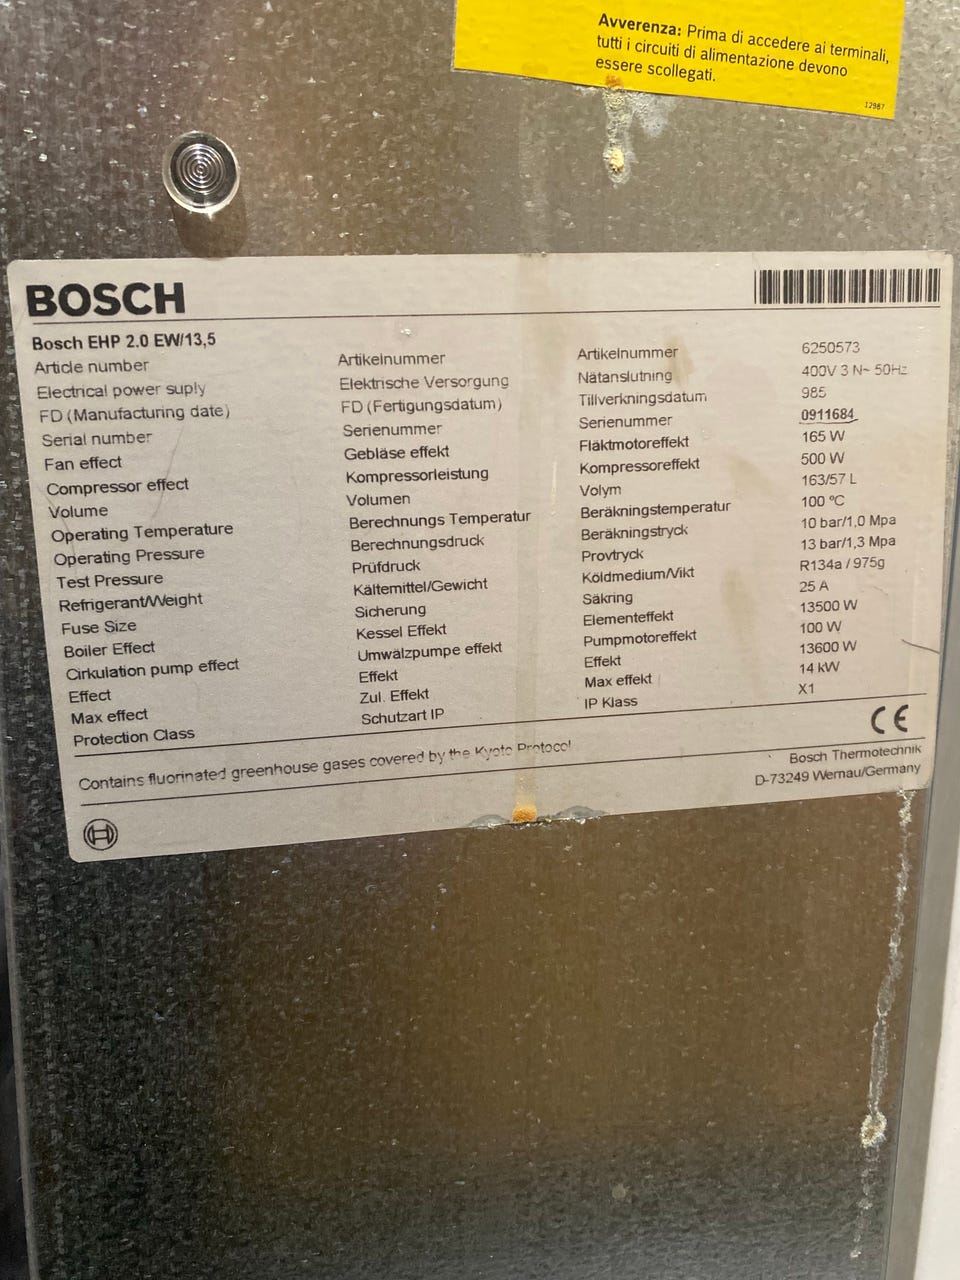 Avverenza: Prima di accedere ai terminali,
tutti i circuiti di alimentazione devono
essere scollegati.
12987
BOSCH
Bosch EHP 2.0 EW/13,5
Article number Artikelnummer Artikelnummer 6250573
Electrical power suply Elektrische Versorgung Nätanslutning 400V 3 N~ 50Hz
FD (Manufacturing date) FD (Fertigungsdatum) Tillverkningsdatum 985
Serial number Serienummer Serienummer 0911684
Fan effect Gebläse effekt Fläktmotoreffekt 165 W
Compressor effect Kompressorleistung Kompressoreffekt 500 W
Volume Volumen Volym 163/57 L
Operating Temperature Berechnungs Temperatur Beräkningstemperatur 100 ºC
Operating Pressure Berechnungsdruck Beräkningstryck 10 bar/1,0 Mpa
Test Pressure Prüfdruck Provtryck 13 bar/1,3 Mpa
Refrigerant/Weight Kältemittel/Gewicht Köldmedium/Vikt R134a / 975g
Fuse Size Sicherung Säkring 25 A
Boiler Effect Kessel Effekt Elementeffekt 13500 W
Cirkulation pump effect Umwälzpumpe effekt Pumpmotoreffekt 100 W
Effect Effekt Effekt 13600 W
Max effect Zul. Effekt Max effekt 14 kW
Protection Class Schutzart IP IP Klass X1
CE
Contains fluorinated greenhouse gases covered by the Kyoto Protocol
Bosch Thermotechnik
D-73249 Wernau/Germany